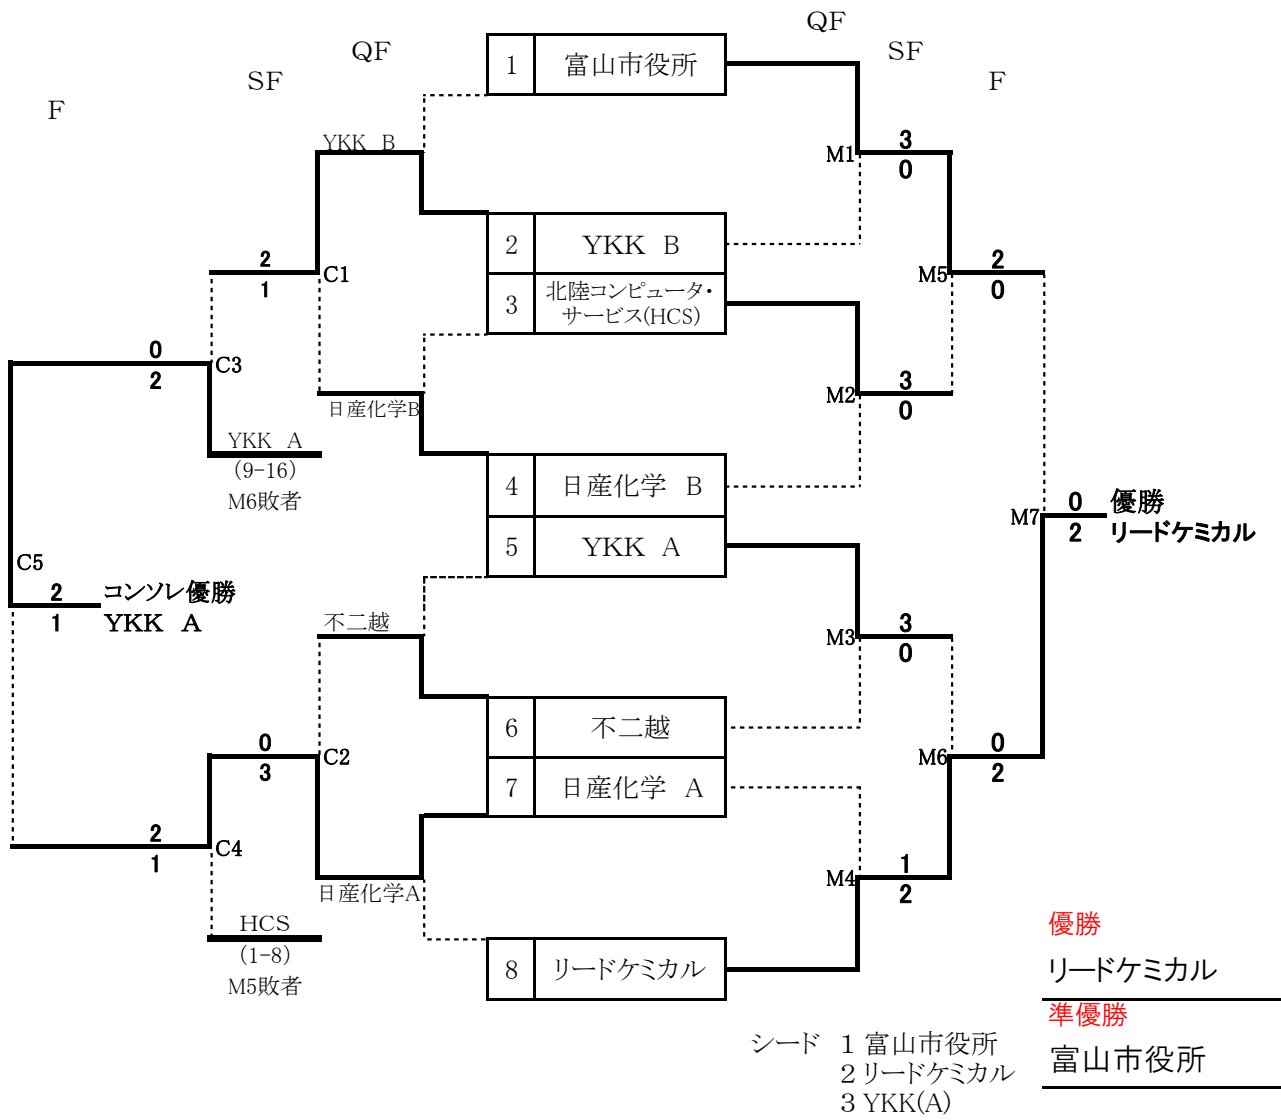 QF
SF
F
QF
SF
F
1 富山市役所
YKK B
M1
3
0
2 YKK B
2
1
C1
3 北陸コンピュータ・
サービス(HCS)
M5
2
0
0
2
C3
M2
3
0
日産化学B
YKK A
(9-16)
M6敗者
4 日産化学 B
5 YKK A
M7
0
2
優勝
リードケミカル
C5
2
1
コンソレ優勝
YKK A
不二越
M3
3
0
6 不二越
0
3
C2
7 日産化学 A
M6
0
2
2
1
C4
日産化学A
M4
1
2
HCS
(1-8)
M5敗者
8 リードケミカル
優勝
リードケミカル
準優勝
富山市役所
シード 1 富山市役所
2 リードケミカル
3 YKK(A)